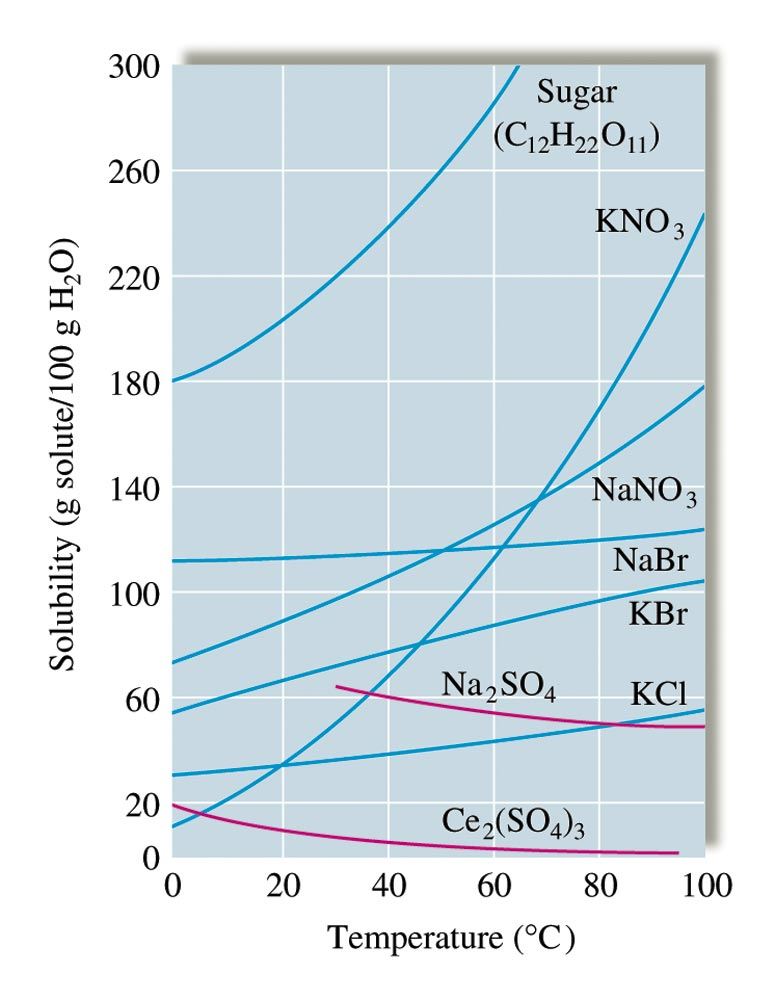 300
Sugar
(C₁₂H₂₂O₁₁)
260
KNO₃
220
180
NaNO₃
140
NaBr
100
KBr
Na₂SO₄
KCl
60
20
Ce₂(SO₄)₃
0
0 20 40 60 80 100
Temperature (°C)
Solubility (g solute/100 g H₂O)